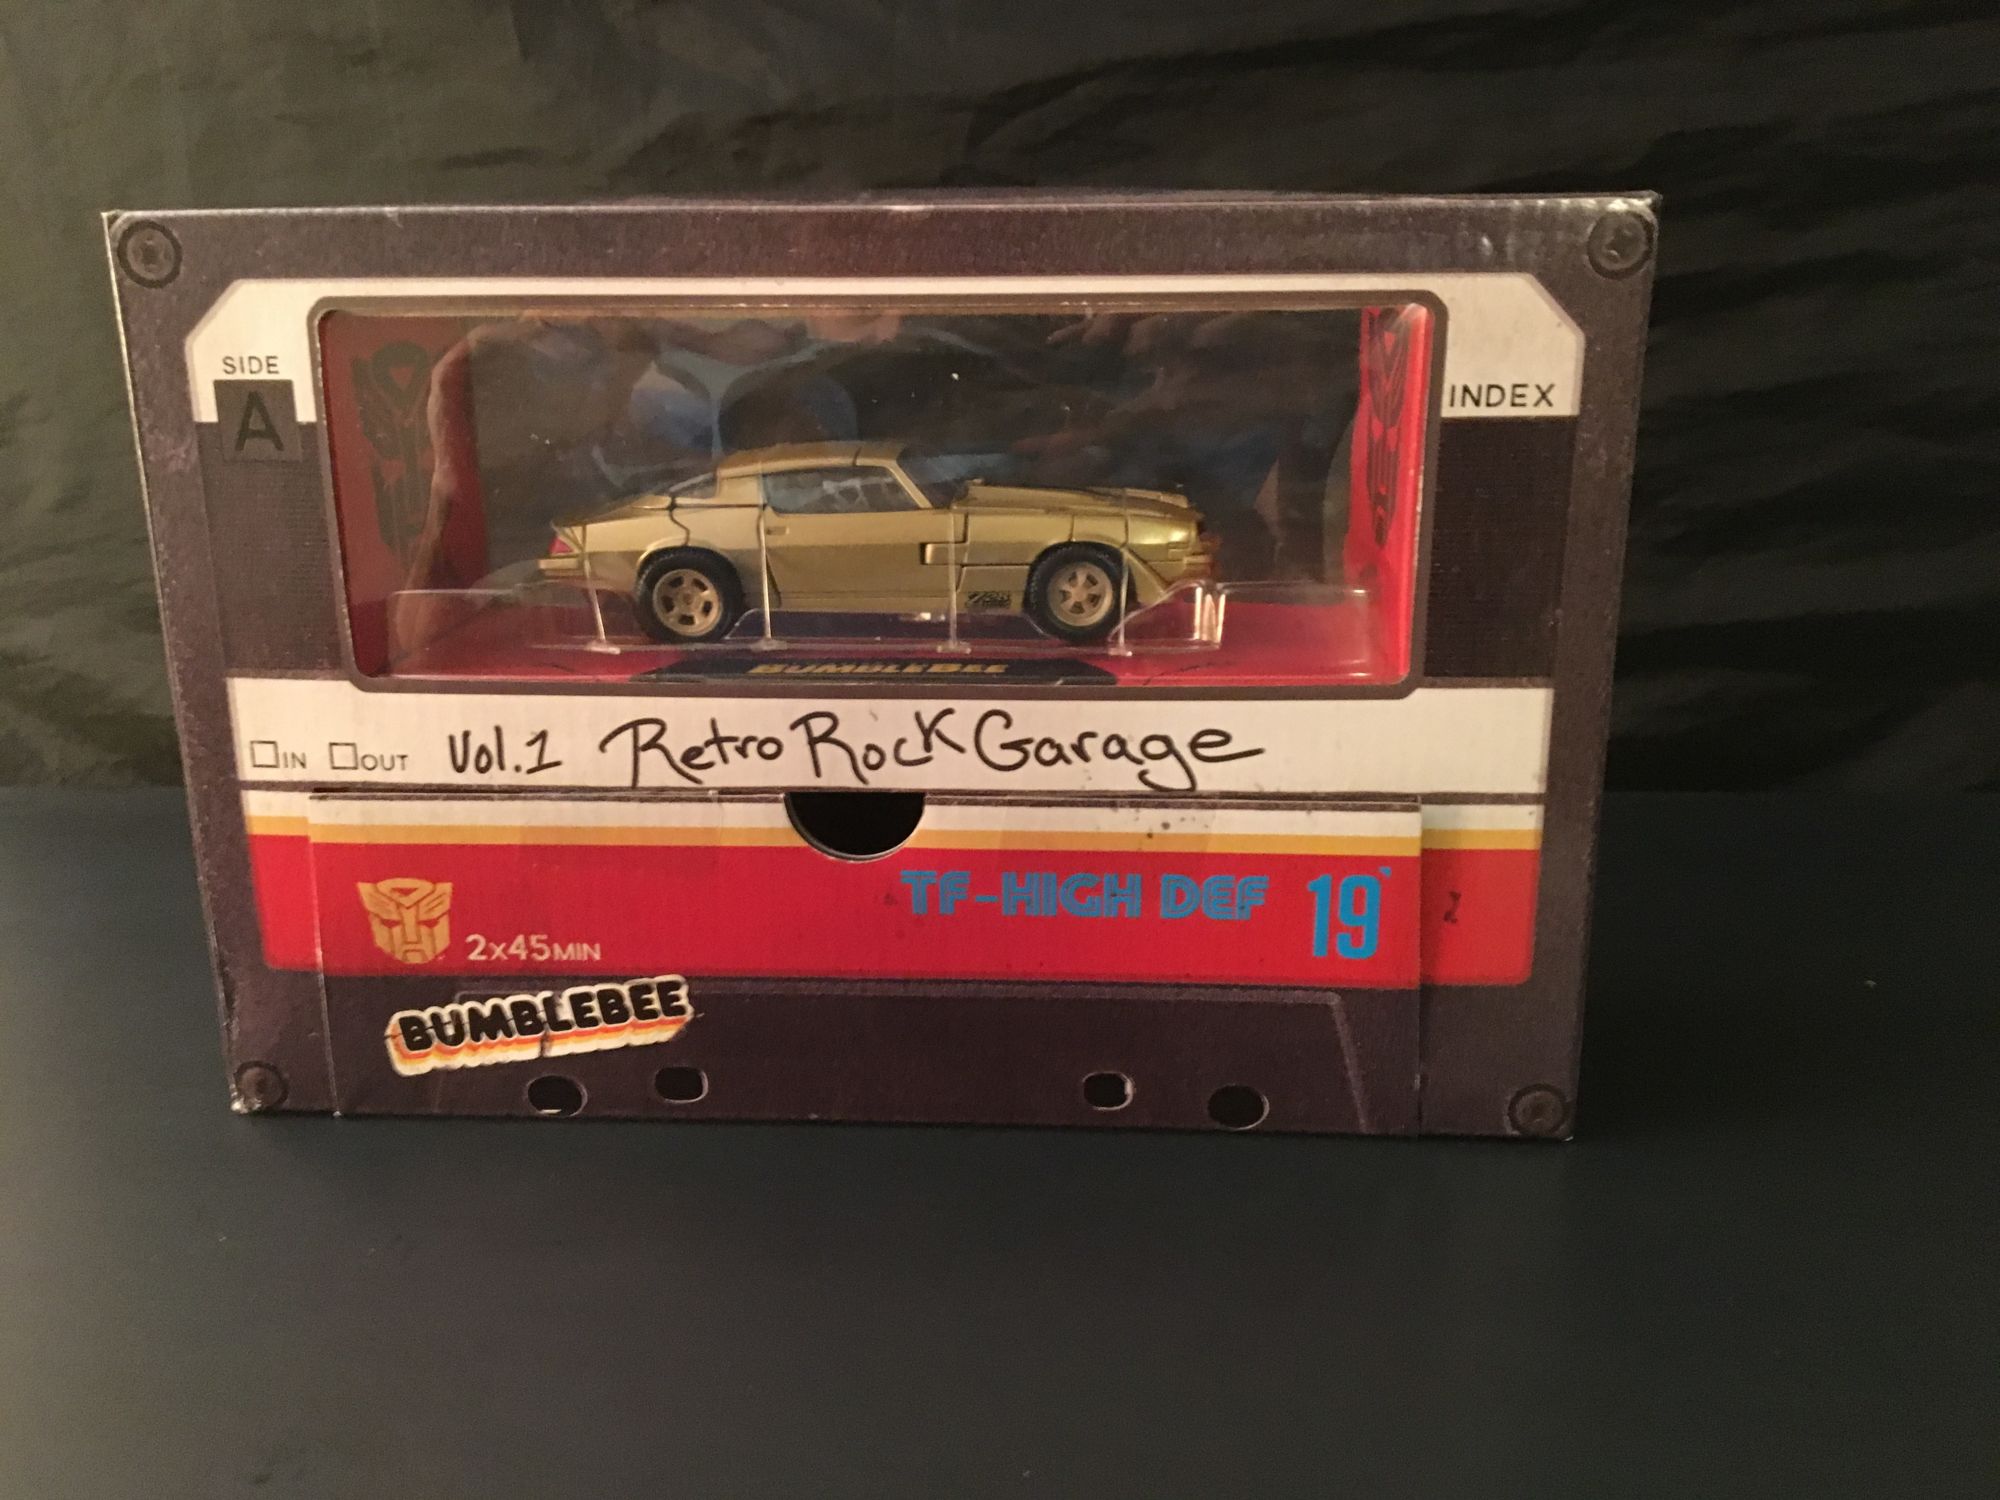 SIDE
A
INDEX
BUMBLEBEE
IN OUT Vol.1 Retro Rock Garage
TF-HIGH DEF 19'
2x45MIN
BUMBLEBEE